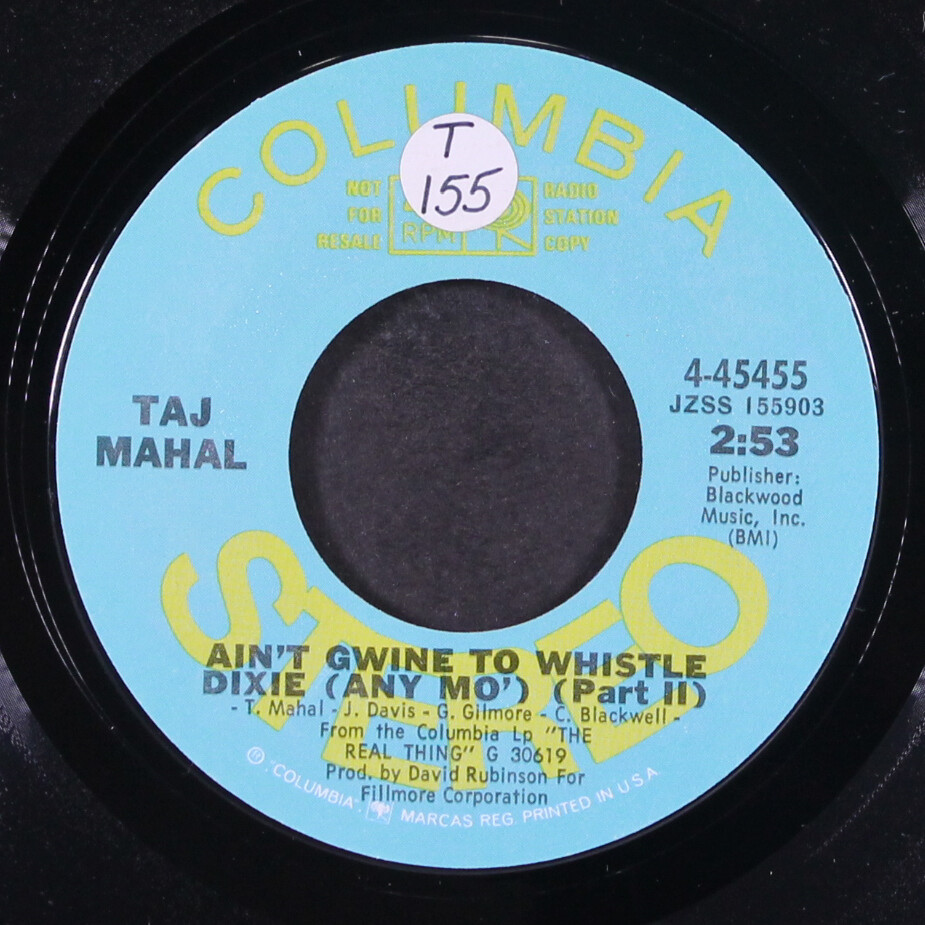 COLUMBIA
T
155
NOT
FOR
RESALE
RPM
RADIO
STATION
COPY
TAJ
MAHAL
4-45455
JZSS 155903
2:53
Publisher:
Blackwood
Music, Inc.
(BMI)
STEREO
AIN'T GWINE TO WHISTLE
DIXIE (ANY MO') (Part II)
- T. Mahal - J. Davis - G. Gilmore - C. Blackwell -
From the Columbia Lp "THE
REAL THING" G 30619
Prod. by David Rubinson For
Fillmore Corporation
"COLUMBIA", MARCAS REG. PRINTED IN U.S.A.